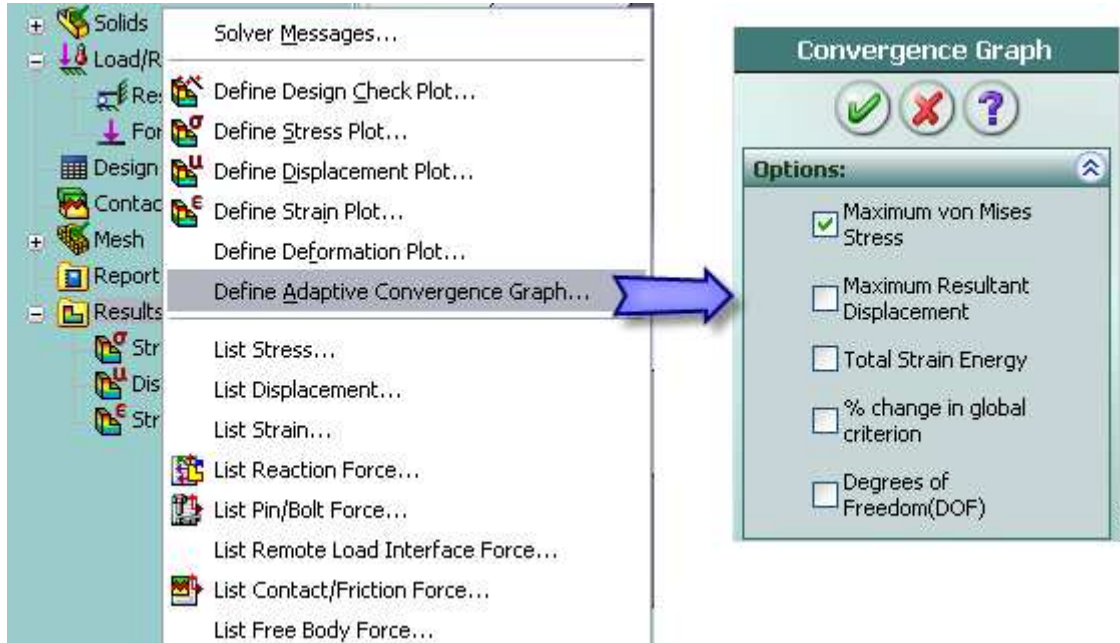 Solids
Load/R
Res
For
Design
Contac
Mesh
Report
Results
σ Str
u Dis
ε Str
Solver Messages...
Define Design Check Plot...
σ Define Stress Plot...
u Define Displacement Plot...
ε Define Strain Plot...
Define Deformation Plot...
Define Adaptive Convergence Graph...
List Stress...
List Displacement...
List Strain...
List Reaction Force...
List Pin/Bolt Force...
List Remote Load Interface Force...
List Contact/Friction Force...
List Free Body Force...
Convergence Graph
?
Options:
Maximum von Mises
Stress
Maximum Resultant
Displacement
Total Strain Energy
% change in global
criterion
Degrees of
Freedom(DOF)